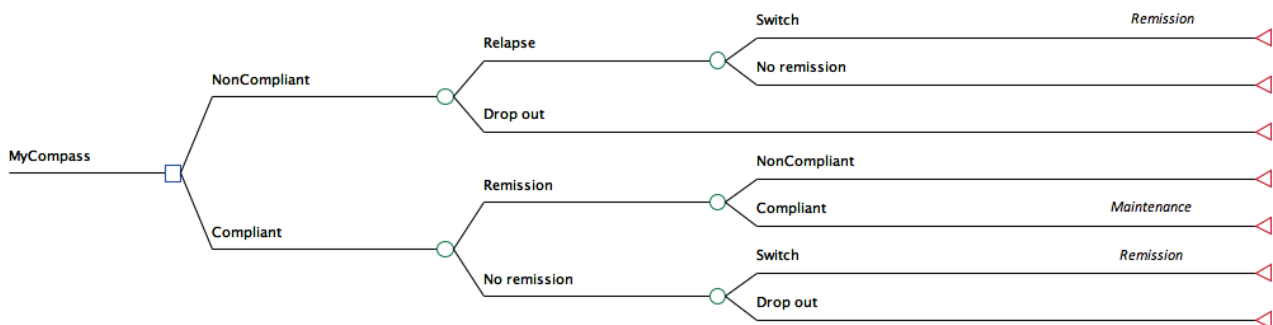 Switch
Remission
Relapse
No remission
NonCompliant
Drop out
MyCompass
NonCompliant
Remission
Compliant
Maintenance
Compliant
Switch
Remission
No remission
Drop out